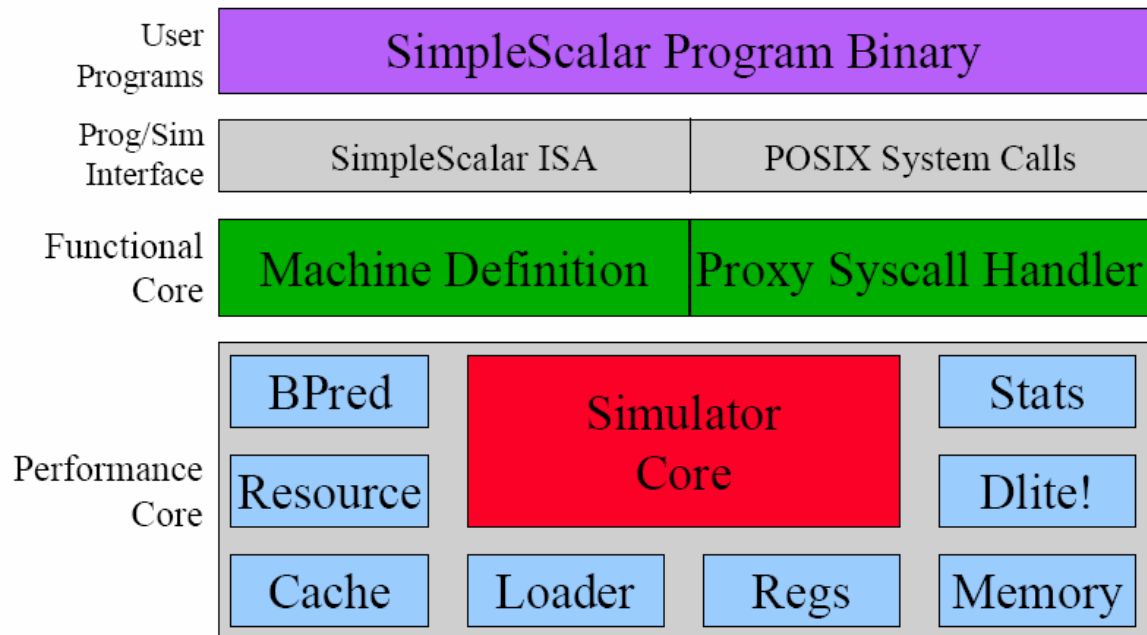 User
Programs
SimpleScalar Program Binary
Prog/Sim
Interface
SimpleScalar ISA
POSIX System Calls
Functional
Core
Machine Definition
Proxy Syscall Handler
Performance
Core
BPred
Simulator
Core
Stats
Resource
Dlite!
Cache
Loader
Regs
Memory